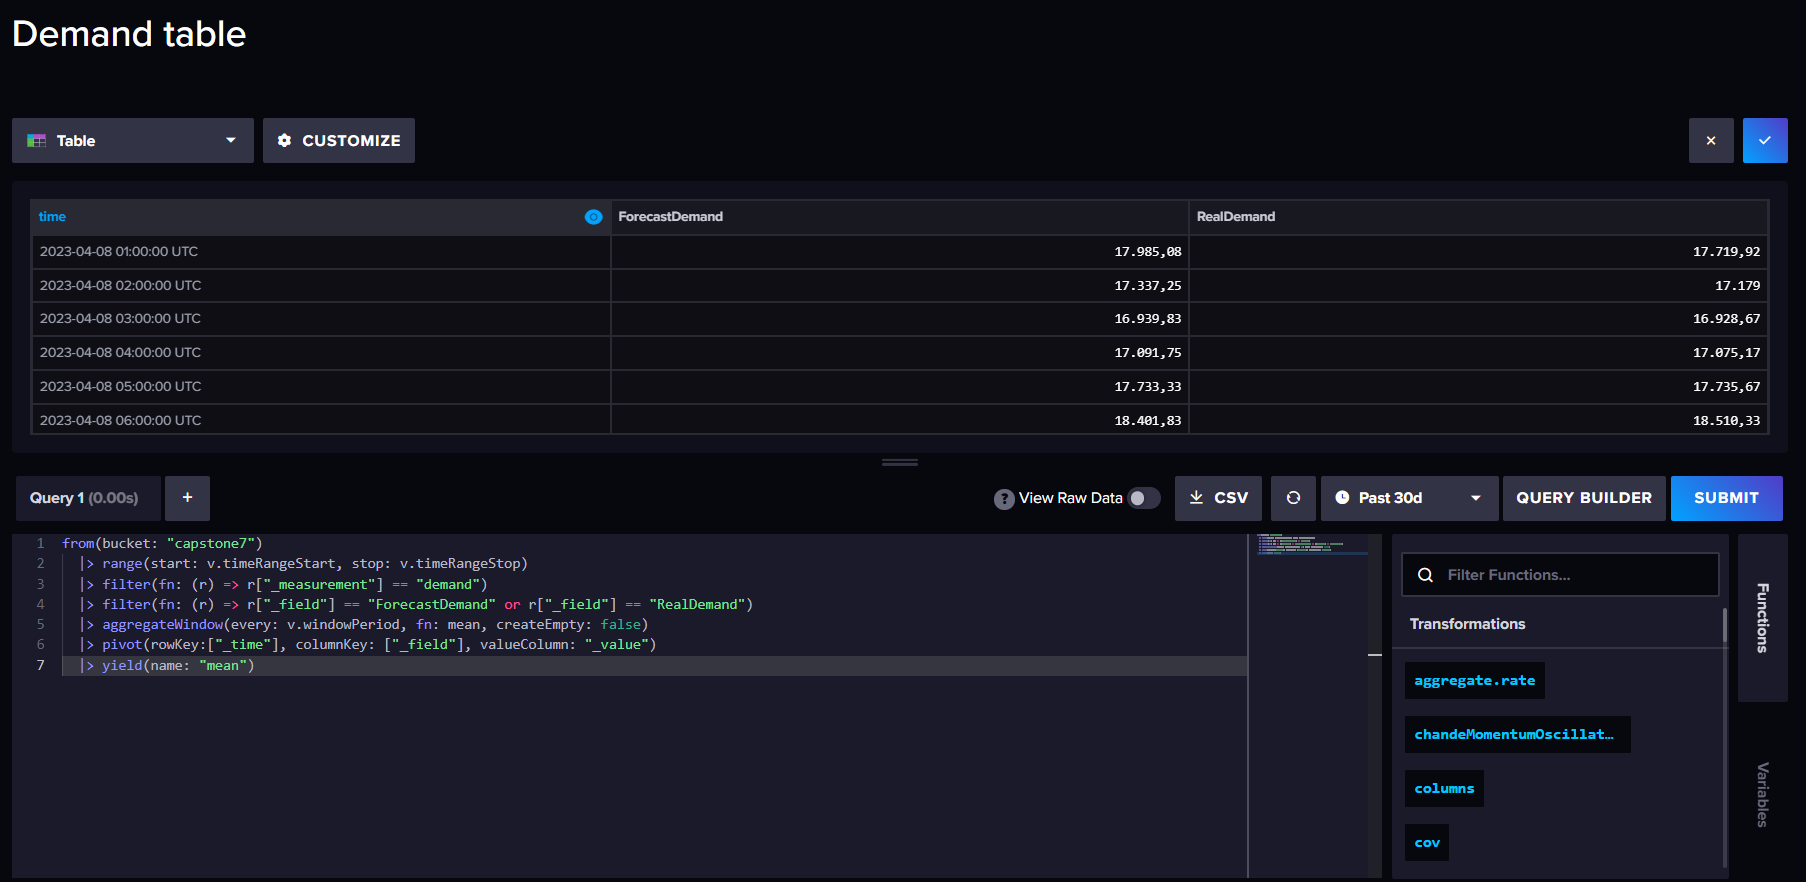 Demand table
Table
CUSTOMIZE
time ForecastDemand RealDemand
2023-04-08 01:00:00 UTC 17.985,08 17.719,92
2023-04-08 02:00:00 UTC 17.337,25 17.179
2023-04-08 03:00:00 UTC 16.939,83 16.928,67
2023-04-08 04:00:00 UTC 17.091,75 17.075,17
2023-04-08 05:00:00 UTC 17.733,33 17.735,67
2023-04-08 06:00:00 UTC 18.401,83 18.510,33
Query 1 (0.00s) + ? View Raw Data CSV Past 30d QUERY BUILDER SUBMIT
1 from(bucket: "capstone7")
2 |> range(start: v.timeRangeStart, stop: v.timeRangeStop)
3 |> filter(fn: (r) => r["_measurement"] == "demand")
4 |> filter(fn: (r) => r["_field"] == "ForecastDemand" or r["_field"] == "RealDemand")
5 |> aggregateWindow(every: v.windowPeriod, fn: mean, createEmpty: false)
6 |> pivot(rowKey:["_time"], columnKey: ["_field"], valueColumn: "_value")
7 |> yield(name: "mean")
Filter Functions...
Transformations
aggregate.rate
chandeMomentumOscillat…
columns
cov
Functions
Variables